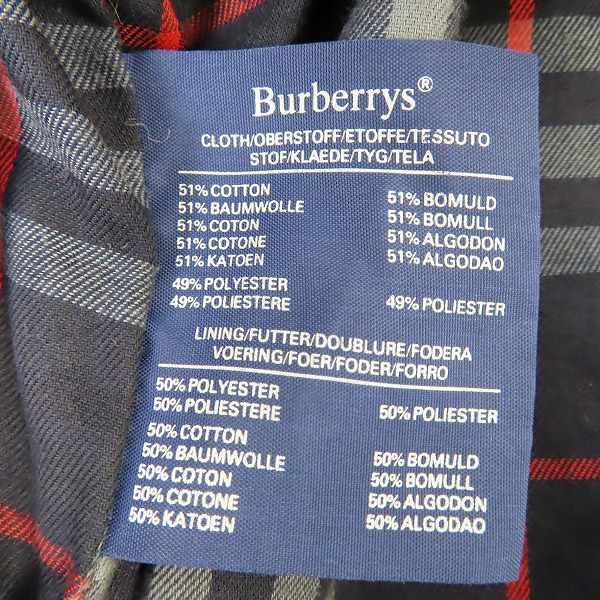 Burberrys®
CLOTH/OBERSTOFF/ETOFFE/TESSUTO
STOF/KLAEDE/TYG/TELA
51% COTTON
51% BAUMWOLLE
51% COTON
51% COTONE
51% KATOEN
51% BOMULD
51% BOMULL
51% ALGODON
51% ALGODAO
49% POLYESTER
49% POLIESTERE
49% POLIESTER
LINING/FUTTER/DOUBLURE/FODERA
VOERING/FOER/FODER/FORRO
50% POLYESTER
50% POLIESTERE
50% POLIESTER
50% COTTON
50% BAUMWOLLE
50% COTON
50% COTONE
50% KATOEN
50% BOMULD
50% BOMULL
50% ALGODON
50% ALGODAO